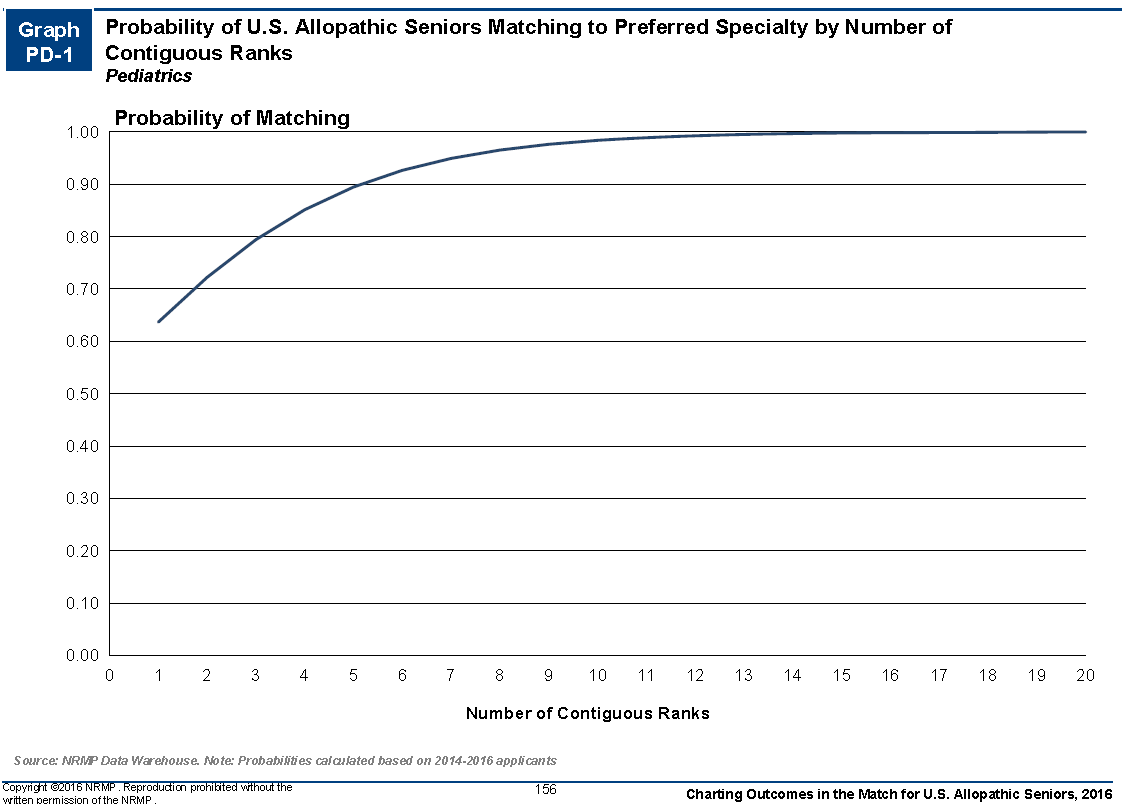 Graph
PD-1
Probability of U.S. Allopathic Seniors Matching to Preferred Specialty by Number of
Contiguous Ranks
Pediatrics
Probability of Matching
1.00
0.90
0.80
0.70
0.60
0.50
0.40
0.30
0.20
0.10
0.00
0 1 2 3 4 5 6 7 8 9 10 11 12 13 14 15 16 17 18 19 20
Number of Contiguous Ranks
Source: NRMP Data Warehouse. Note: Probabilities calculated based on 2014-2016 applicants
Copyright ©2016 NRMP. Reproduction prohibited without the
written permission of the NRMP.
156
Charting Outcomes in the Match for U.S. Allopathic Seniors, 2016